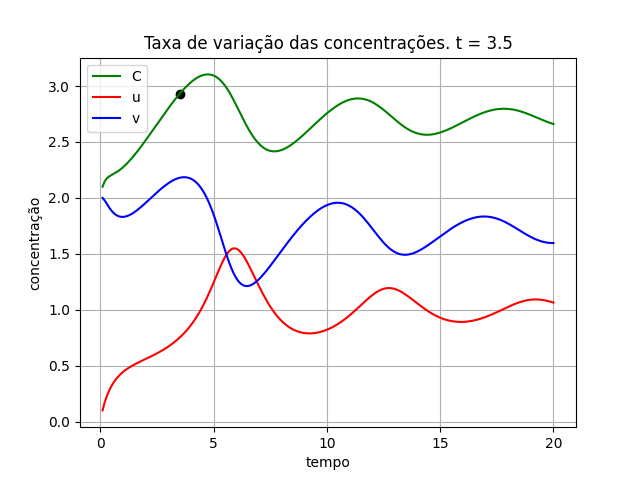 Taxa de variação das concentrações. t = 3.5
C
u
v
concentração
3.0
2.5
2.0
1.5
1.0
0.5
0.0
0
5
10
15
20
tempo